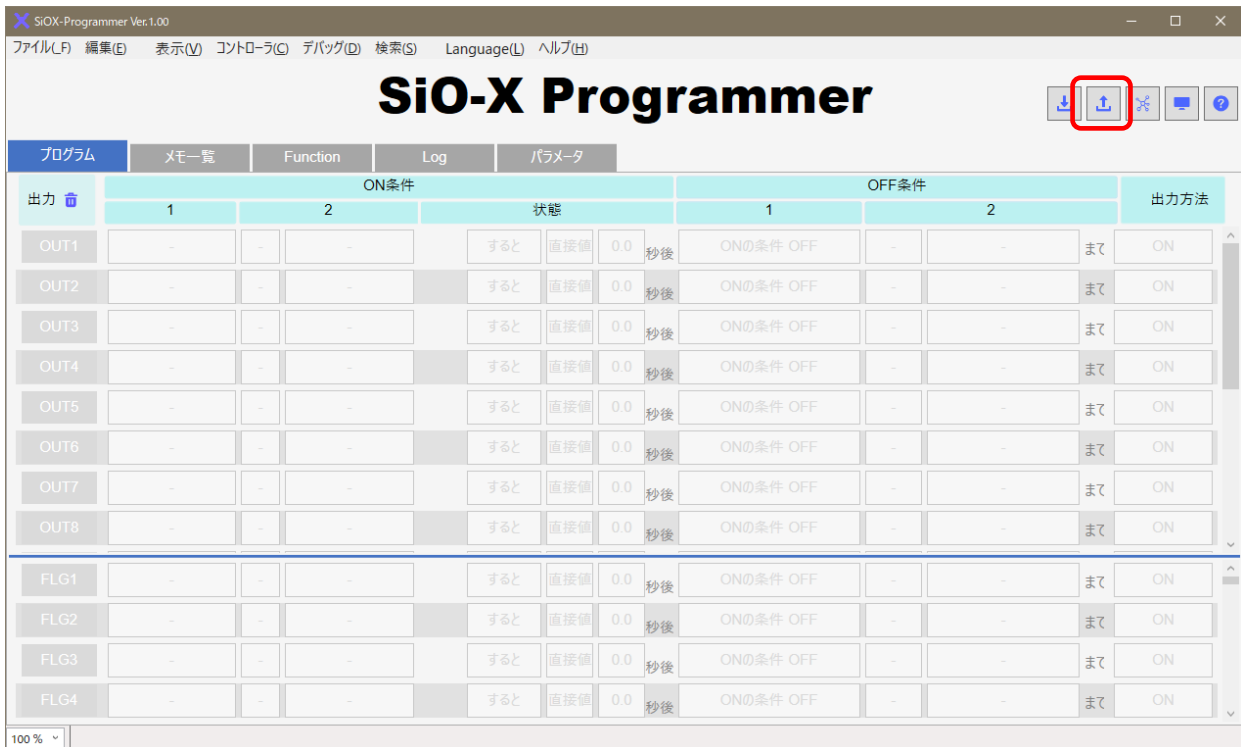 SiOX-Programmer Ver.1.00
ファイル(_F) 編集(E) 表示(V) コントローラ(C) デバッグ(D) 検索(S) Language(L) ヘルプ(H)
SiO-X Programmer
プログラム メモ一覧 Function Log パラメータ
出力 ON条件 OFF条件 出力方法
1 2 状態 1 2
OUT1 - - - すると 直接値 0.0 秒後 ONの条件 OFF - - まで ON
OUT2 - - - すると 直接値 0.0 秒後 ONの条件 OFF - - まで ON
OUT3 - - - すると 直接値 0.0 秒後 ONの条件 OFF - - まで ON
OUT4 - - - すると 直接値 0.0 秒後 ONの条件 OFF - - まで ON
OUT5 - - - すると 直接値 0.0 秒後 ONの条件 OFF - - まで ON
OUT6 - - - すると 直接値 0.0 秒後 ONの条件 OFF - - まで ON
OUT7 - - - すると 直接値 0.0 秒後 ONの条件 OFF - - まで ON
OUT8 - - - すると 直接値 0.0 秒後 ONの条件 OFF - - まで ON
FLG1 - - - すると 直接値 0.0 秒後 ONの条件 OFF - - まで ON
FLG2 - - - すると 直接値 0.0 秒後 ONの条件 OFF - - まで ON
FLG3 - - - すると 直接値 0.0 秒後 ONの条件 OFF - - まで ON
FLG4 - - - すると 直接値 0.0 秒後 ONの条件 OFF - - まで ON
100 %